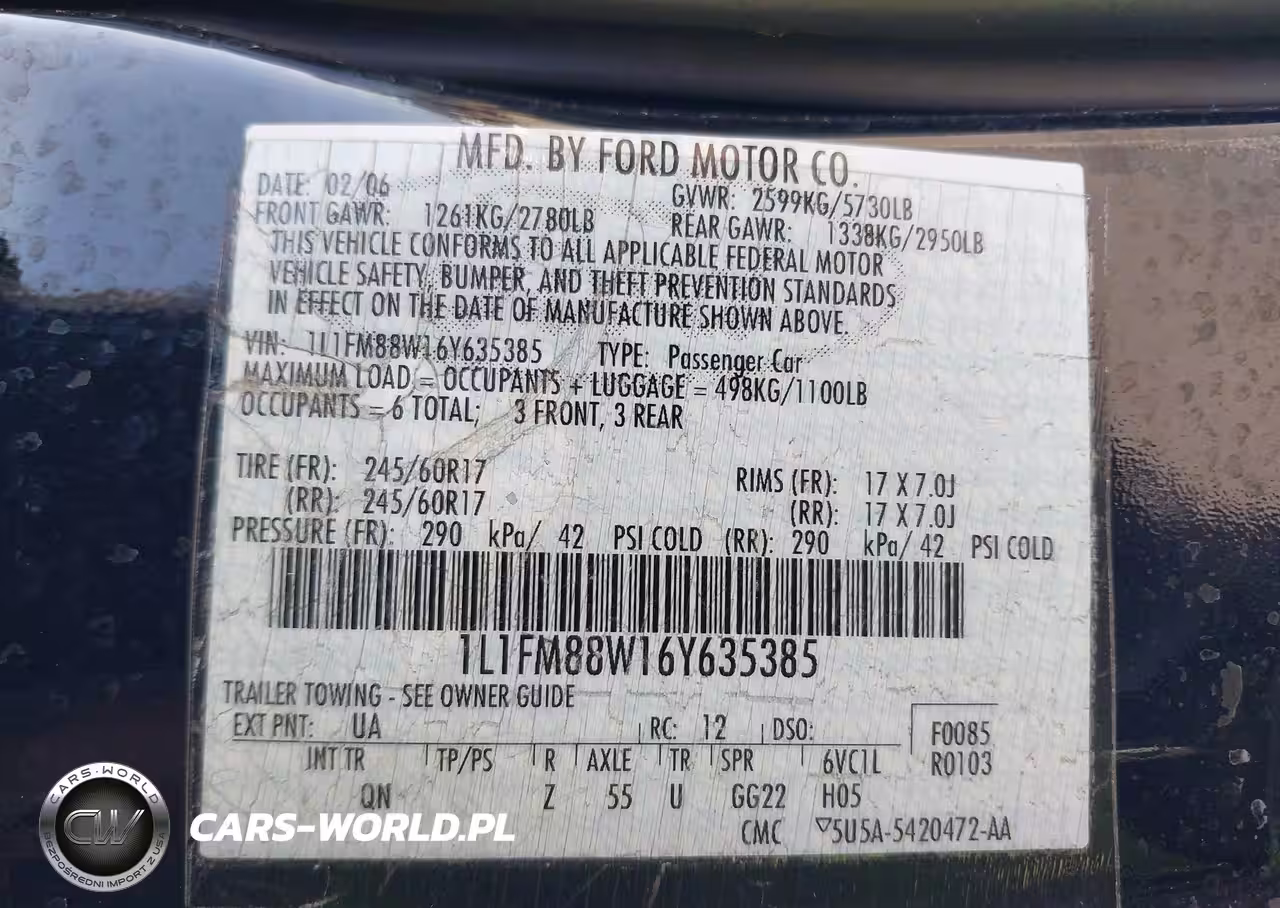 MFD. BY FORD MOTOR CO.
DATE: 02/06 GVWR: 2599KG/5730LB
FRONT GAWR: 1261KG/2780LB REAR GAWR: 1338KG/2950LB
THIS VEHICLE CONFORMS TO ALL APPLICABLE FEDERAL MOTOR
VEHICLE SAFETY, BUMPER, AND THEFT PREVENTION STANDARDS
IN EFFECT ON THE DATE OF MANUFACTURE SHOWN ABOVE.
VIN: 1L1FM88W16Y635385 TYPE: Passenger Car
MAXIMUM LOAD = OCCUPANTS + LUGGAGE = 498KG/1100LB
OCCUPANTS = 6 TOTAL; 3 FRONT, 3 REAR
TIRE (FR): 245/60R17 RIMS (FR): 17 X 7.0J
(RR): 245/60R17 (RR): 17 X 7.0J
PRESSURE (FR): 290 kPa/ 42 PSI COLD (RR): 290 kPa/ 42 PSI COLD
1L1FM88W16Y635385
TRAILER TOWING - SEE OWNER GUIDE
EXT PNT: UA RC: 12 DSO: F0085
INT TR TP/PS R AXLE TR SPR 6VC1L R0103
QN Z 55 U GG22 H05
CMC ▽5U5A-5420472-AA
CARS-WORLD
CW
BEZPOŚREDNI IMPORT Z USA
CARS-WORLD.PL